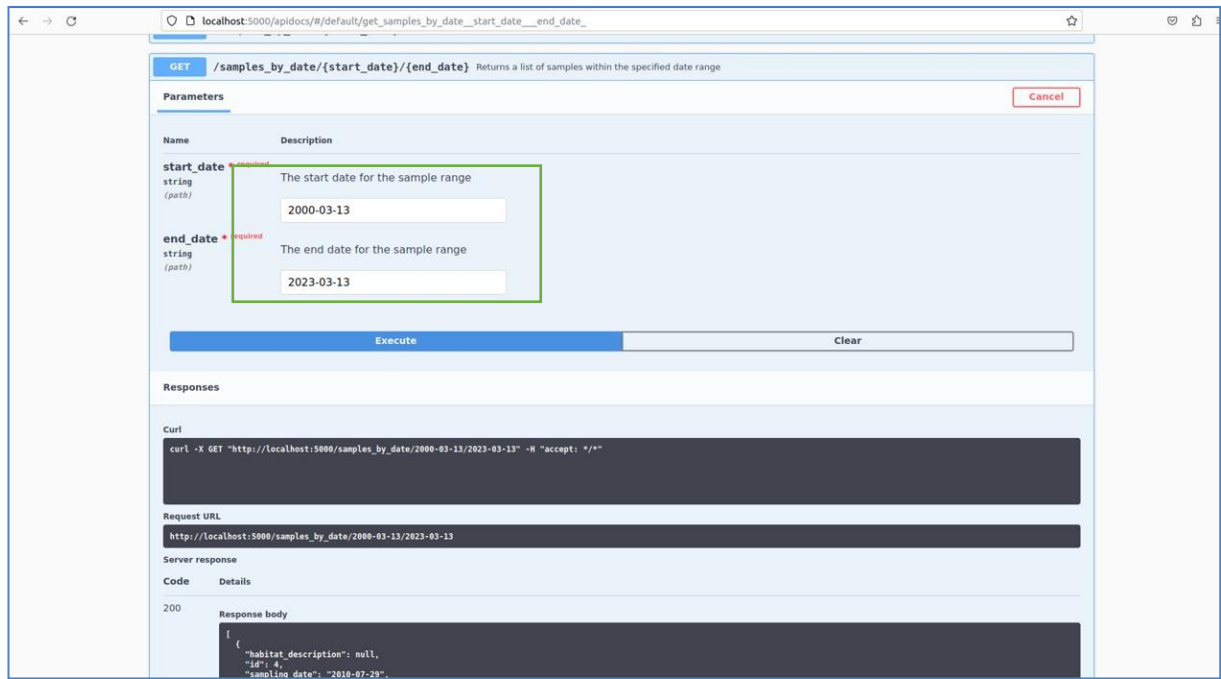 localhost:5000/apidocs/#/default/get_samples_by_date__start_date___end_date_
GET /samples_by_date/{start_date}/{end_date} Returns a list of samples within the specified date range
Parameters
Cancel
Name Description
start_date * required
string
(path)
The start date for the sample range
2000-03-13
end_date * required
string
(path)
The end date for the sample range
2023-03-13
Execute
Clear
Responses
Curl
curl -X GET "http://localhost:5000/samples_by_date/2000-03-13/2023-03-13" -H "accept: */*"
Request URL
http://localhost:5000/samples_by_date/2000-03-13/2023-03-13
Server response
Code Details
200
Response body
[
{
"habitat_description": null,
"id": 4,
"sampling_date": "2010-07-29",